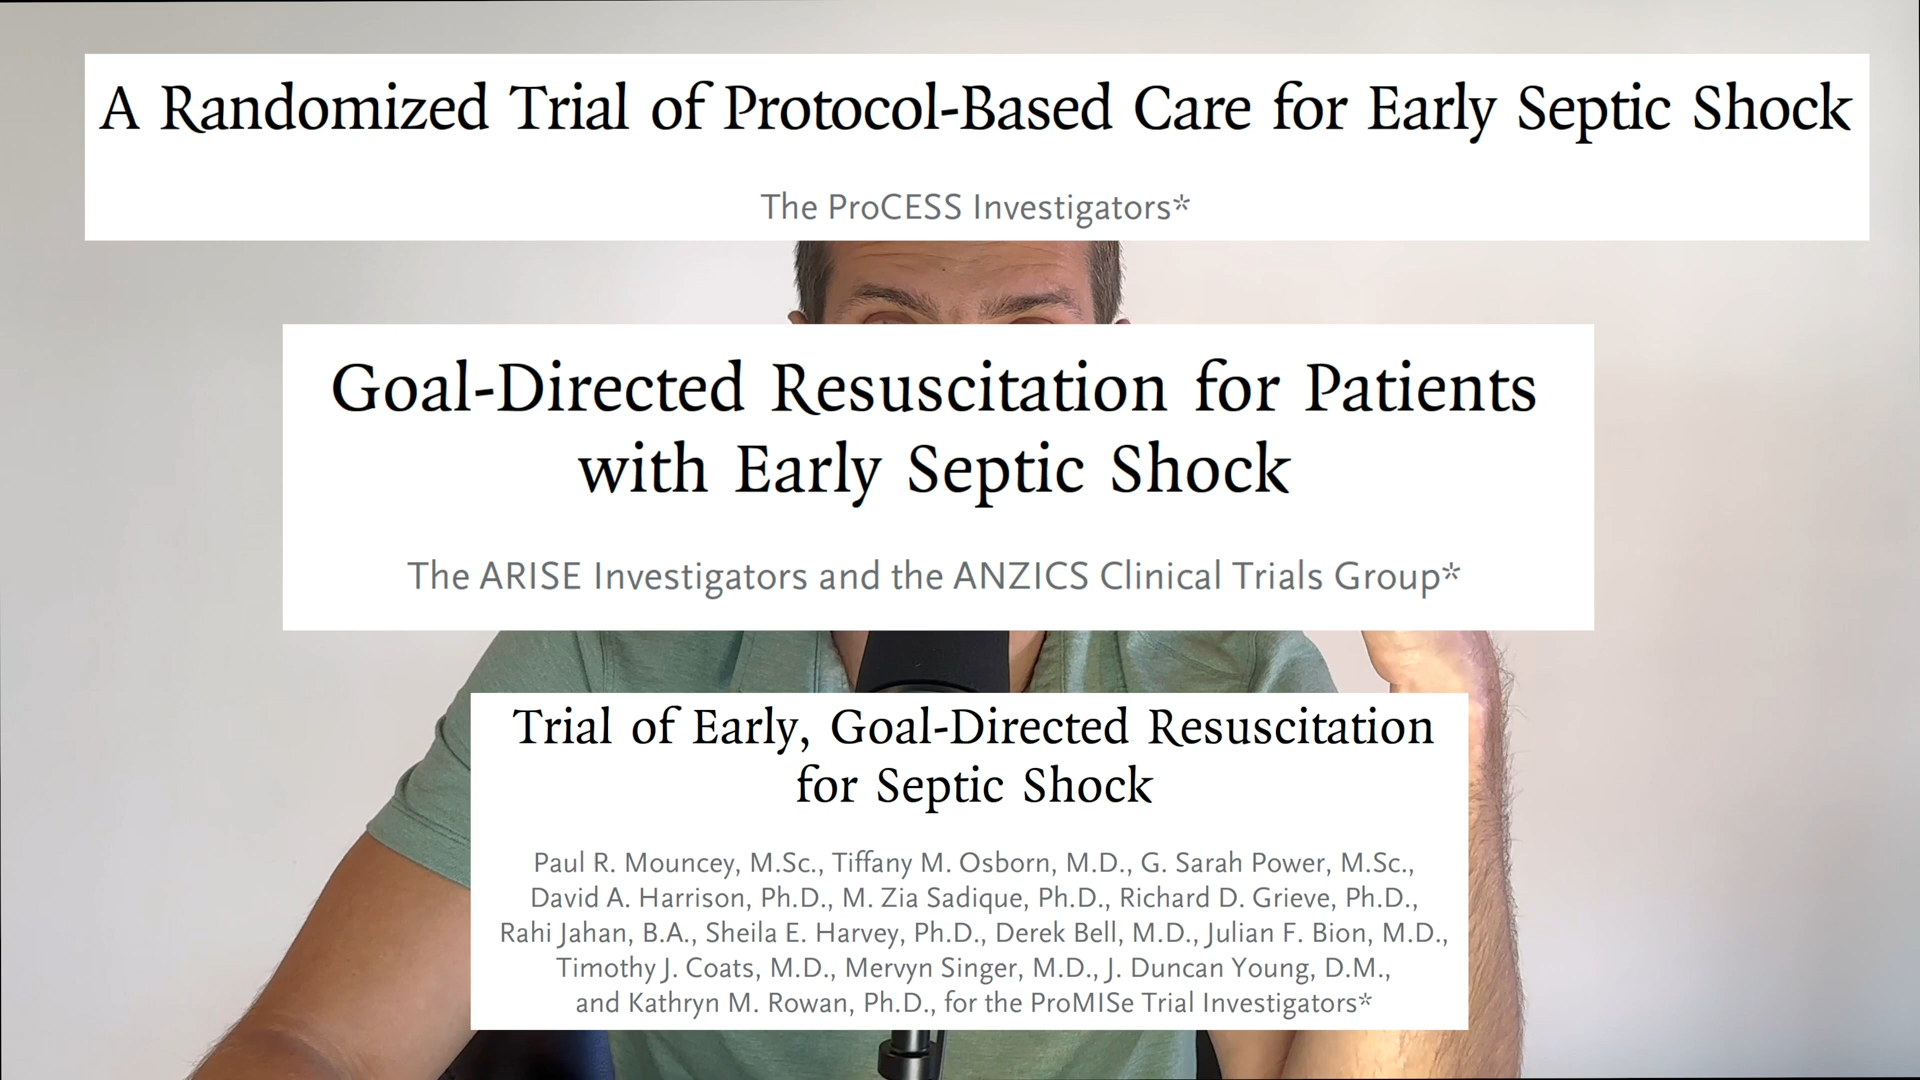 A Randomized Trial of Protocol-Based Care for Early Septic Shock
The ProCESS Investigators*
Goal-Directed Resuscitation for Patients
with Early Septic Shock
The ARISE Investigators and the ANZICS Clinical Trials Group*
Trial of Early, Goal-Directed Resuscitation
for Septic Shock
Paul R. Mouncey, M.Sc., Tiffany M. Osborn, M.D., G. Sarah Power, M.Sc.,
David A. Harrison, Ph.D., M. Zia Sadique, Ph.D., Richard D. Grieve, Ph.D.,
Rahi Jahan, B.A., Sheila E. Harvey, Ph.D., Derek Bell, M.D., Julian F. Bion, M.D.,
Timothy J. Coats, M.D., Mervyn Singer, M.D., J. Duncan Young, D.M.,
and Kathryn M. Rowan, Ph.D., for the ProMISe Trial Investigators*